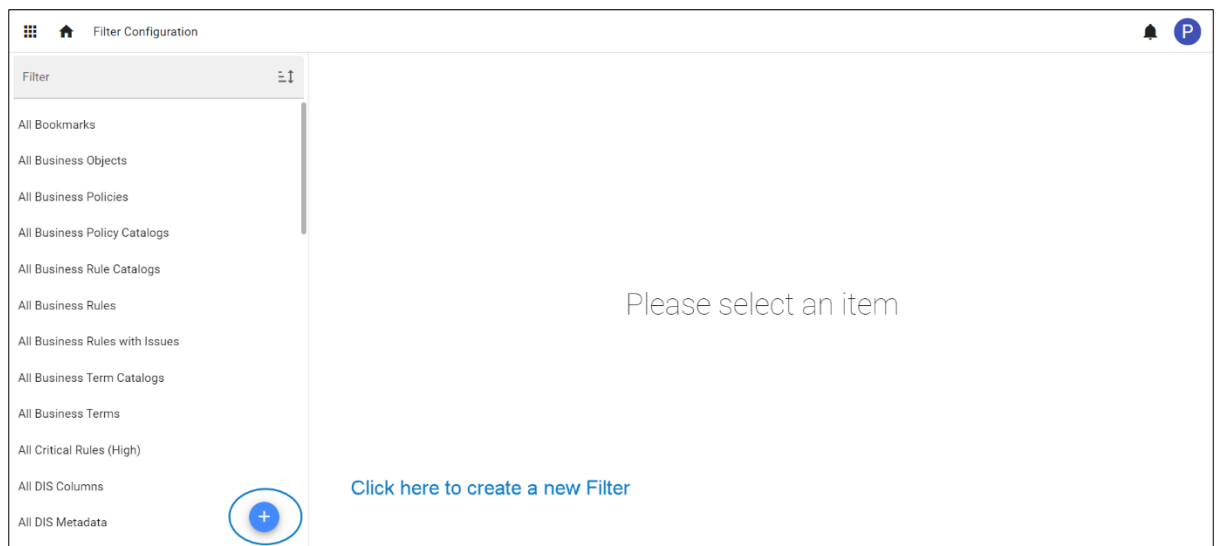 Filter Configuration
P
Filter
All Bookmarks
All Business Objects
All Business Policies
All Business Policy Catalogs
All Business Rule Catalogs
All Business Rules
All Business Rules with Issues
All Business Term Catalogs
All Business Terms
All Critical Rules (High)
All DIS Columns
All DIS Metadata
+
Please select an item
Click here to create a new Filter